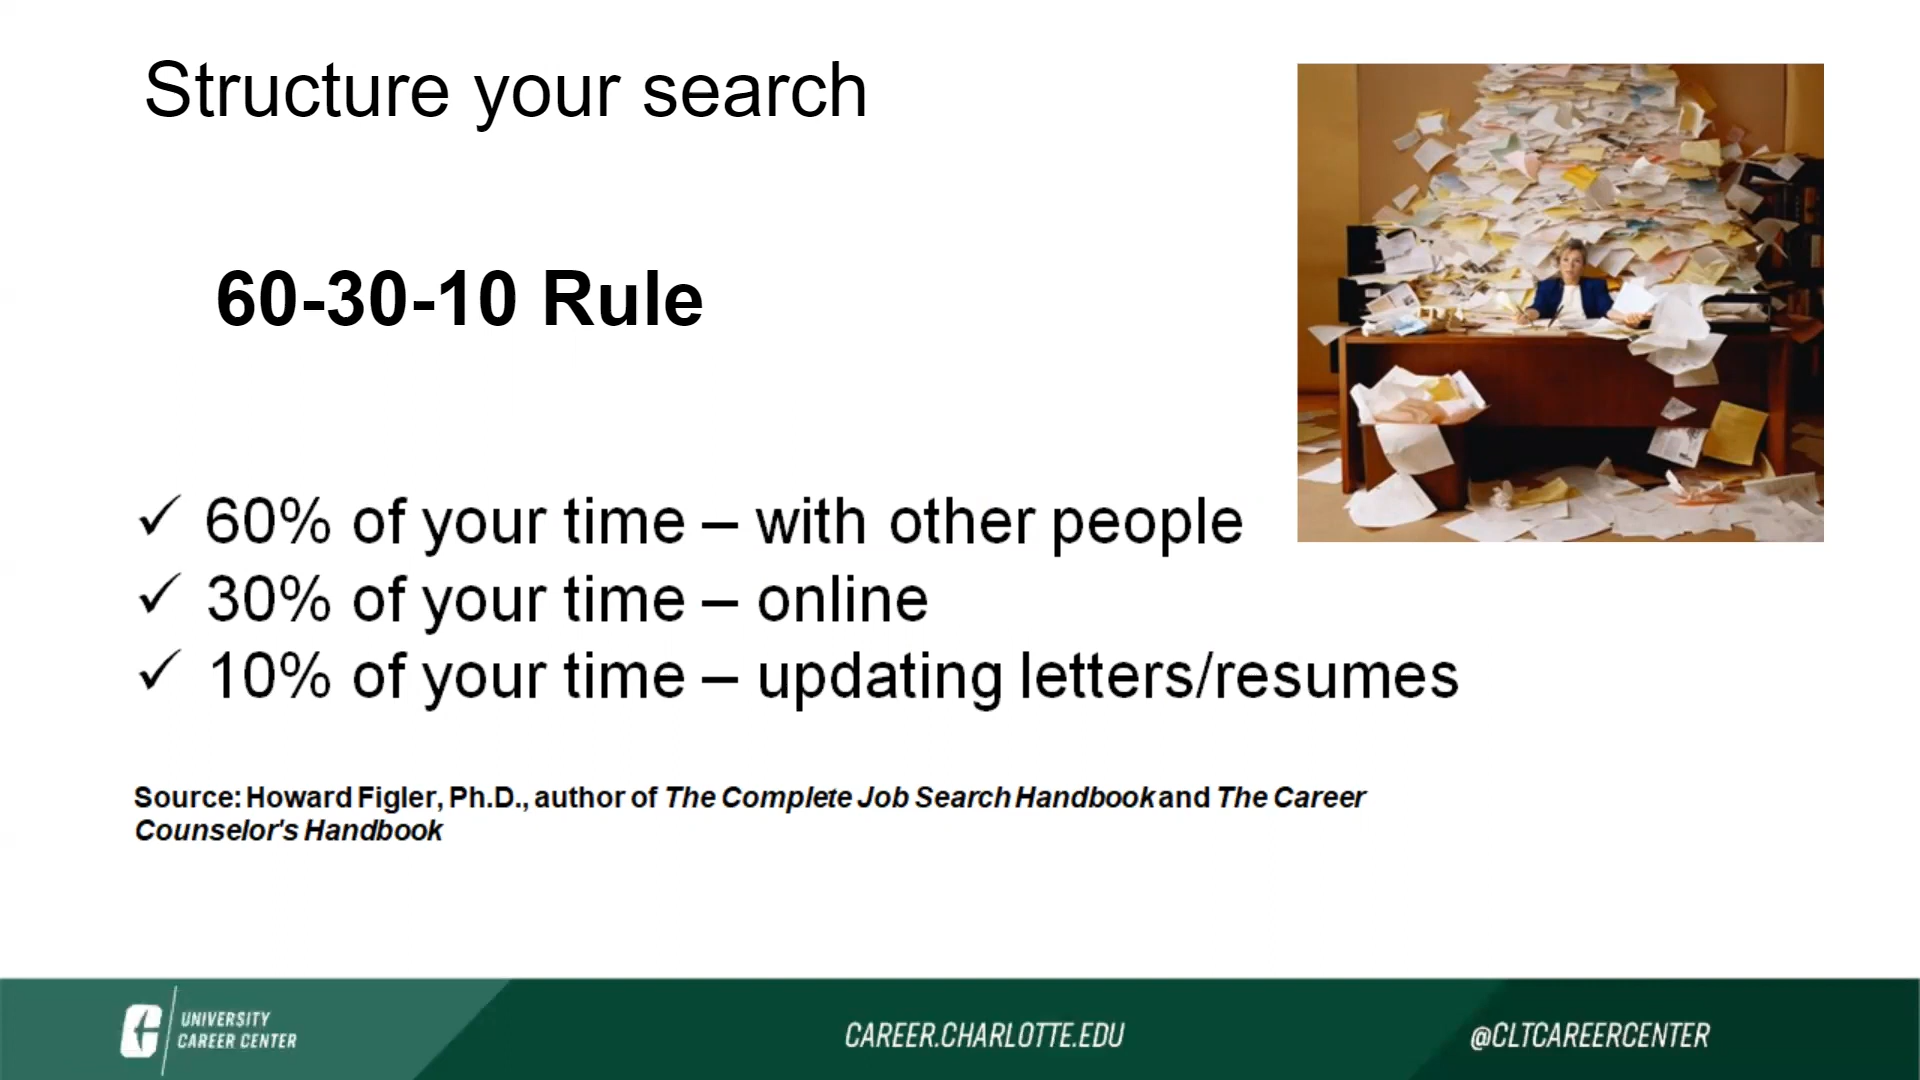 Structure your search
60-30-10 Rule
✓ 60% of your time – with other people
✓ 30% of your time – online
✓ 10% of your time – updating letters/resumes
Source: Howard Figler, Ph.D., author of The Complete Job Search Handbook and The Career
Counselor's Handbook
UNIVERSITY
CAREER CENTER
CAREER.CHARLOTTE.EDU
@CLTCAREERCENTER